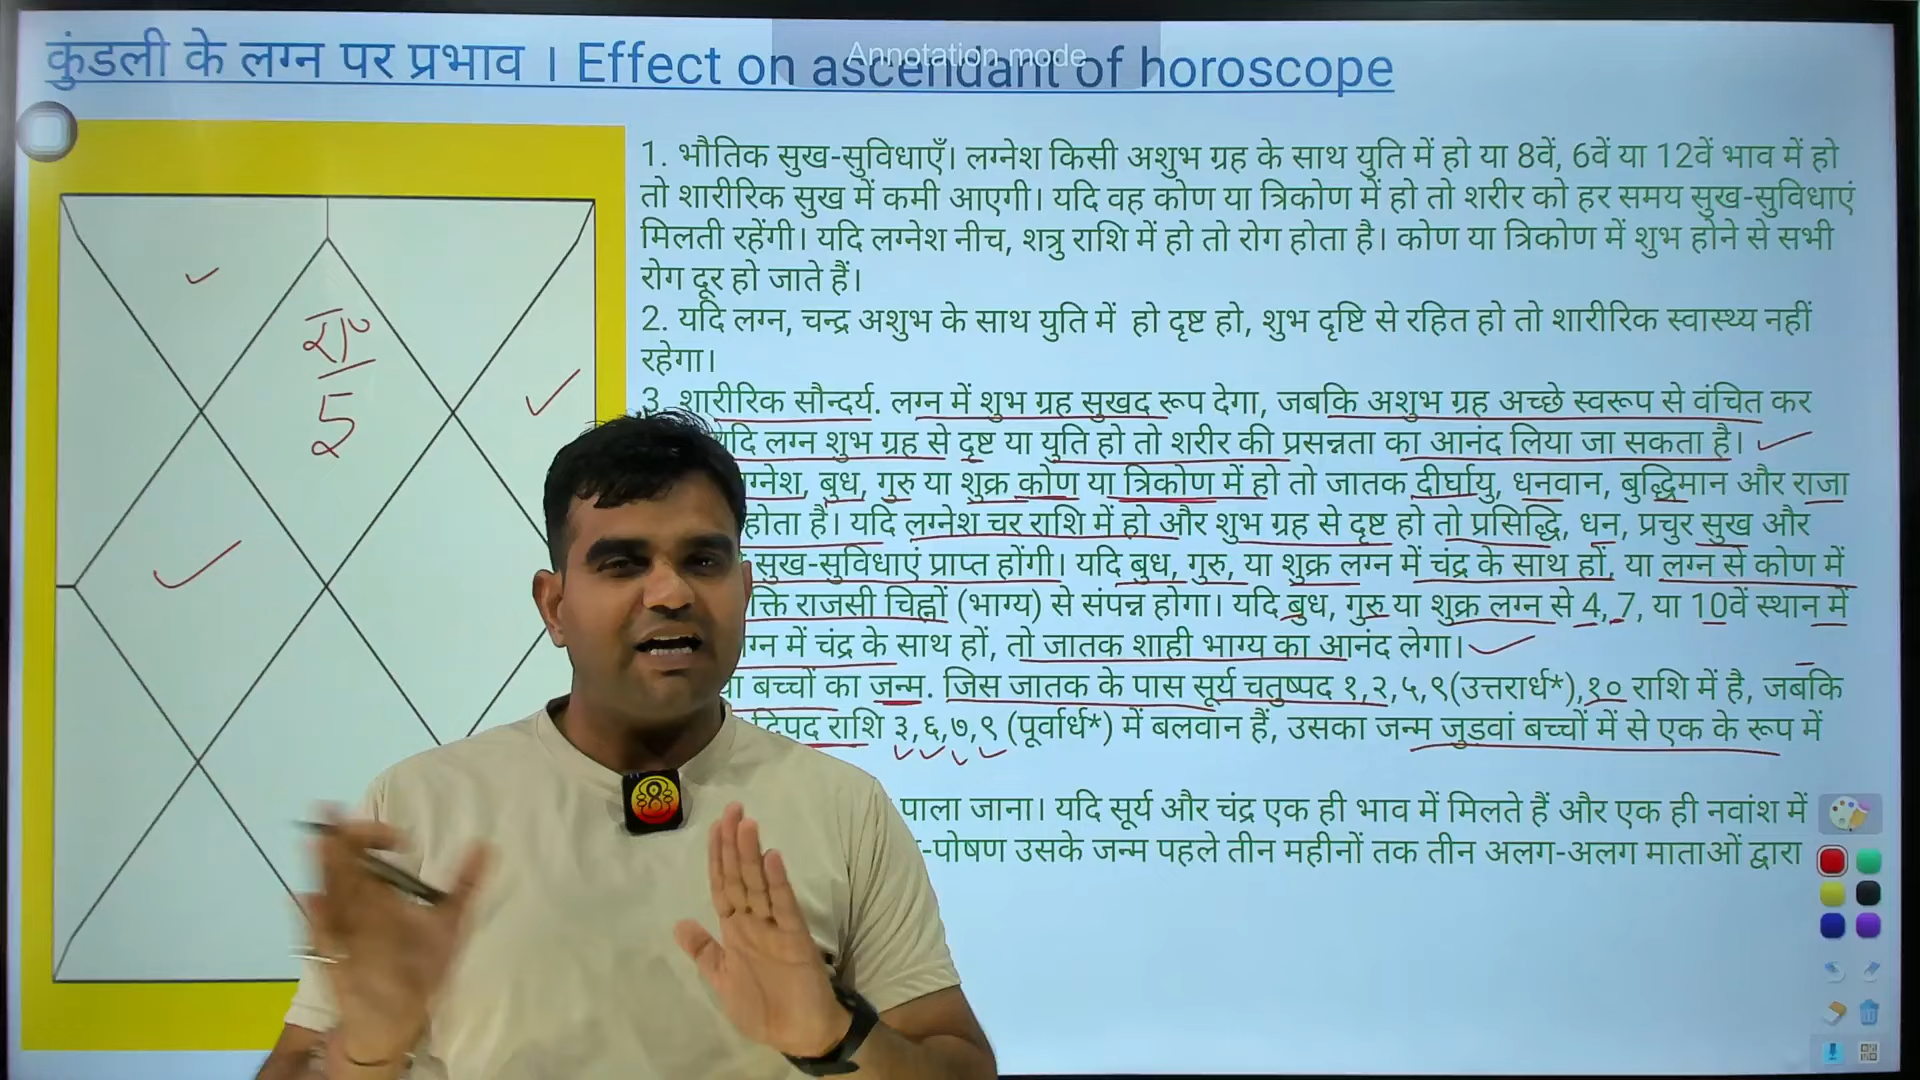 कुंडली के लग्न पर प्रभाव । Effect on ascendant of horoscope
Annotation mode
1. भौतिक सुख-सुविधाएँ। लग्नेश किसी अशुभ ग्रह के साथ युति में हो या 8वें, 6वें या 12वें भाव में हो
तो शारीरिक सुख में कमी आएगी। यदि वह कोण या त्रिकोण में हो तो शरीर को हर समय सुख-सुविधाएं
मिलती रहेंगी। यदि लग्नेश नीच, शत्रु राशि में हो तो रोग होता है। कोण या त्रिकोण में शुभ होने से सभी
रोग दूर हो जाते हैं।
2. यदि लग्न, चन्द्र अशुभ के साथ युति में हो दृष्ट हो, शुभ दृष्टि से रहित हो तो शारीरिक स्वास्थ्य नहीं
रहेगा।
3. शारीरिक सौन्दर्य. लग्न में शुभ ग्रह सुखद रूप देगा, जबकि अशुभ ग्रह अच्छे स्वरूप से वंचित कर
यदि लग्न शुभ ग्रह से दृष्ट या युति हो तो शरीर की प्रसन्नता का आनंद लिया जा सकता है।
बुध, गुरु या शुक्र कोण या त्रिकोण में हो तो जातक दीर्घायु, धनवान, बुद्धिमान और राजा
होता है। यदि लग्नेश चर राशि में हो और शुभ ग्रह से दृष्ट हो तो प्रसिद्धि, धन, प्रचुर सुख और
सुख-सुविधाएं प्राप्त होंगी। यदि बुध, गुरु, या शुक्र लग्न में चंद्र के साथ हों, या लग्न से कोण में
राजसी चिह्नों (भाग्य) से संपन्न होगा। यदि बुध, गुरु या शुक्र लग्न से 4, 7, या 10वें स्थान में
में चंद्र के साथ हों, तो जातक शाही भाग्य का आनंद लेगा।
बच्चों का जन्म. जिस जातक के पास सूर्य चतुष्पद १,२,५,९(उत्तरार्ध*),१० राशि में है, जबकि
राशि ३,६,७,९ (पूर्वार्ध*) में बलवान हैं, उसका जन्म जुड़वां बच्चों में से एक के रूप में
पाला जाना। यदि सूर्य और चंद्र एक ही भाव में मिलते हैं और एक ही नवांश में
-पोषण उसके जन्म पहले तीन महीनों तक तीन अलग-अलग माताओं द्वारा
रा॰
5